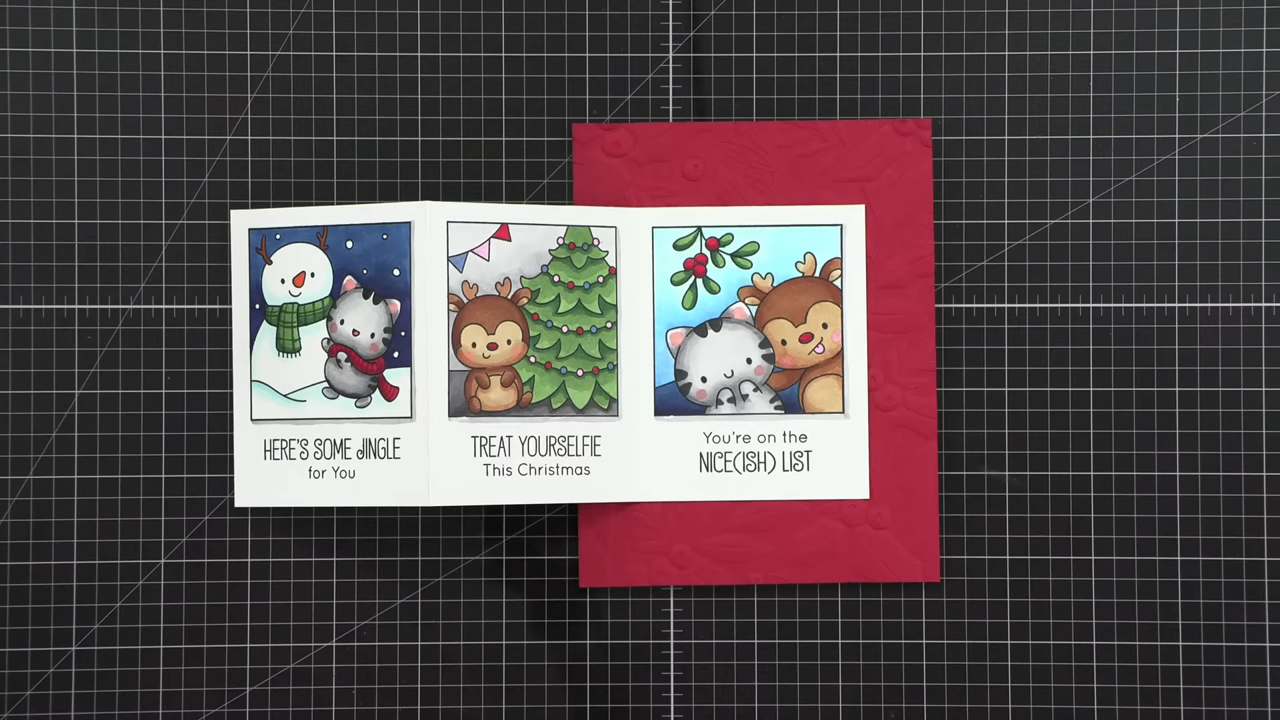 HERE'S SOME JINGLE
for You
TREAT YOURSELFIE
This Christmas
You're on the
NICE(ISH) LIST